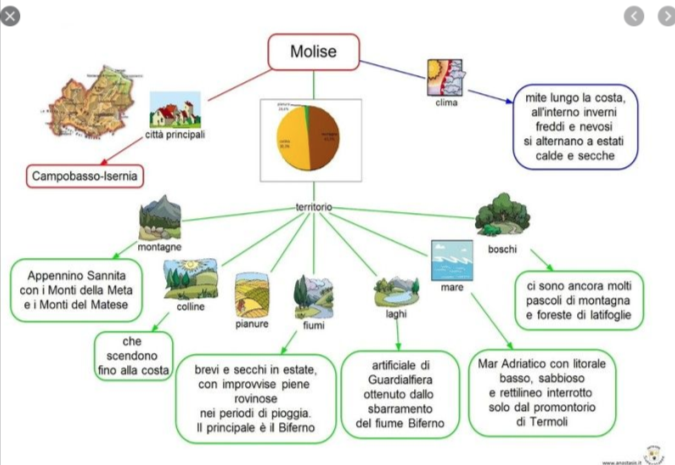 Molise
clima
mite lungo la costa,
all'interno inverni
freddi e nevosi
si alternano a estati
calde e secche
città principali
Campobasso-Isernia
territorio
montagne
Appennino Sannita
con i Monti della Meta
e i Monti del Matese
colline
che
scendono
fino alla costa
pianure
fiumi
brevi e secchi in estate,
con improvvise piene
rovinose
nei periodi di pioggia.
Il principale è il Biferno
laghi
artificiale di
Guardialfiera
ottenuto dallo
sbarramento
del fiume Biferno
mare
Mar Adriatico con litorale
basso, sabbioso
e rettilineo interrotto
solo dal promontorio
di Termoli
boschi
ci sono ancora molti
pascoli di montagna
e foreste di latifoglie
www.anastasis.it